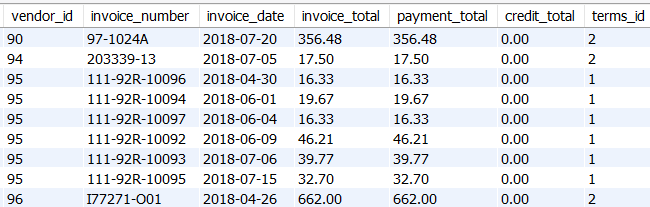 vendor_id invoice_number invoice_date invoice_total payment_total credit_total terms_id
90 97-1024A 2018-07-20 356.48 356.48 0.00 2
94 203339-13 2018-07-05 17.50 17.50 0.00 2
95 111-92R-10096 2018-04-30 16.33 16.33 0.00 1
95 111-92R-10094 2018-06-01 19.67 19.67 0.00 1
95 111-92R-10097 2018-06-04 16.33 16.33 0.00 1
95 111-92R-10092 2018-06-09 46.21 46.21 0.00 1
95 111-92R-10093 2018-07-06 39.77 39.77 0.00 1
95 111-92R-10095 2018-07-15 32.70 32.70 0.00 1
96 I77271-O01 2018-04-26 662.00 662.00 0.00 2